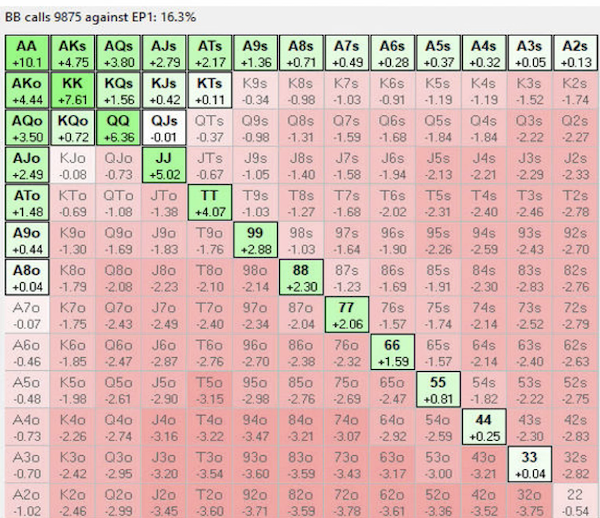 BB calls 9875 against EP1: 16.3%
AA AKs AQs AJs ATs A9s A8s A7s A6s A5s A4s A3s A2s
+10.1 +4.75 +3.80 +2.79 +2.17 +1.36 +0.71 +0.49 +0.28 +0.37 +0.32 +0.05 +0.13
AKo KK KQs KJs KTs K9s K8s K7s K6s K5s K4s K3s K2s
+4.44 +7.61 +1.56 +0.42 +0.11 -0.34 -0.98 -1.03 -0.91 -1.19 -1.19 -1.52 -1.74
AQo KQo QQ QJs QTs Q9s Q8s Q7s Q6s Q5s Q4s Q3s Q2s
+3.50 +0.72 +6.36 -0.01 -0.37 -0.98 -1.31 -1.59 -1.68 -1.84 -1.84 -2.22 -2.27
AJo KJo QJo JJ JTs J9s J8s J7s J6s J5s J4s J3s J2s
+2.49 -0.08 -0.73 +5.02 -0.67 -1.05 -1.40 -1.58 -1.94 -2.13 -2.21 -2.29 -2.33
ATo KTo QTo JTo TT T9s T8s T7s T6s T5s T4s T3s T2s
+1.48 -0.69 -1.08 -1.38 +4.07 -1.03 -1.27 -1.68 -2.02 -2.31 -2.40 -2.46 -2.78
A9o K9o Q9o J9o T9o 99 98s 97s 96s 95s 94s 93s 92s
+0.44 -1.30 -1.69 -1.83 -1.76 +2.88 -1.03 -1.64 -1.90 -2.26 -2.59 -2.43 -2.70
A8o K8o Q8o J8o T8o 98o 88 87s 86s 85s 84s 83s 82s
+0.04 -1.79 -2.08 -2.23 -2.10 -2.14 +2.30 -1.23 -1.69 -1.91 -2.30 -2.83 -2.76
A7o K7o Q7o J7o T7o 97o 87o 77 76s 75s 74s 73s 72s
-0.07 -1.75 -2.43 -2.49 -2.40 -2.34 -2.04 +2.06 -1.57 -1.74 -2.14 -2.52 -2.79
A6o K6o Q6o J6o T6o 96o 86o 76o 66 65s 64s 63s 62s
-0.46 -1.85 -2.47 -2.87 -2.76 -2.70 -2.38 -2.32 +1.59 -1.57 -2.14 -2.40 -2.63
A5o K5o Q5o J5o T5o 95o 85o 75o 65o 55 54s 53s 52s
-0.48 -1.98 -2.61 -2.90 -3.15 -2.98 -2.76 -2.69 -2.47 +0.81 -1.82 -2.22 -2.75
A4o K4o Q4o J4o T4o 94o 84o 74o 64o 54o 44 43s 42s
-0.73 -2.26 -2.74 -3.16 -3.22 -3.47 -3.21 -3.07 -2.92 -2.59 +0.25 -2.30 -2.83
A3o K3o Q3o J3o T3o 93o 83o 73o 63o 53o 43o 33 32s
-0.70 -2.42 -2.95 -3.20 -3.54 -3.60 -3.59 -3.43 -3.17 -3.00 -3.21 +0.04 -2.82
A2o K2o Q2o J2o T2o 92o 82o 72o 62o 52o 42o 32o 22
-1.02 -2.46 -2.99 -3.45 -3.60 -3.71 -3.59 -3.78 -3.61 -3.36 -3.52 -3.75 -0.54